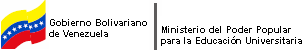 Gobierno Bolivariano
de Venezuela
Ministerio del Poder Popular
para la Educación Universitaria